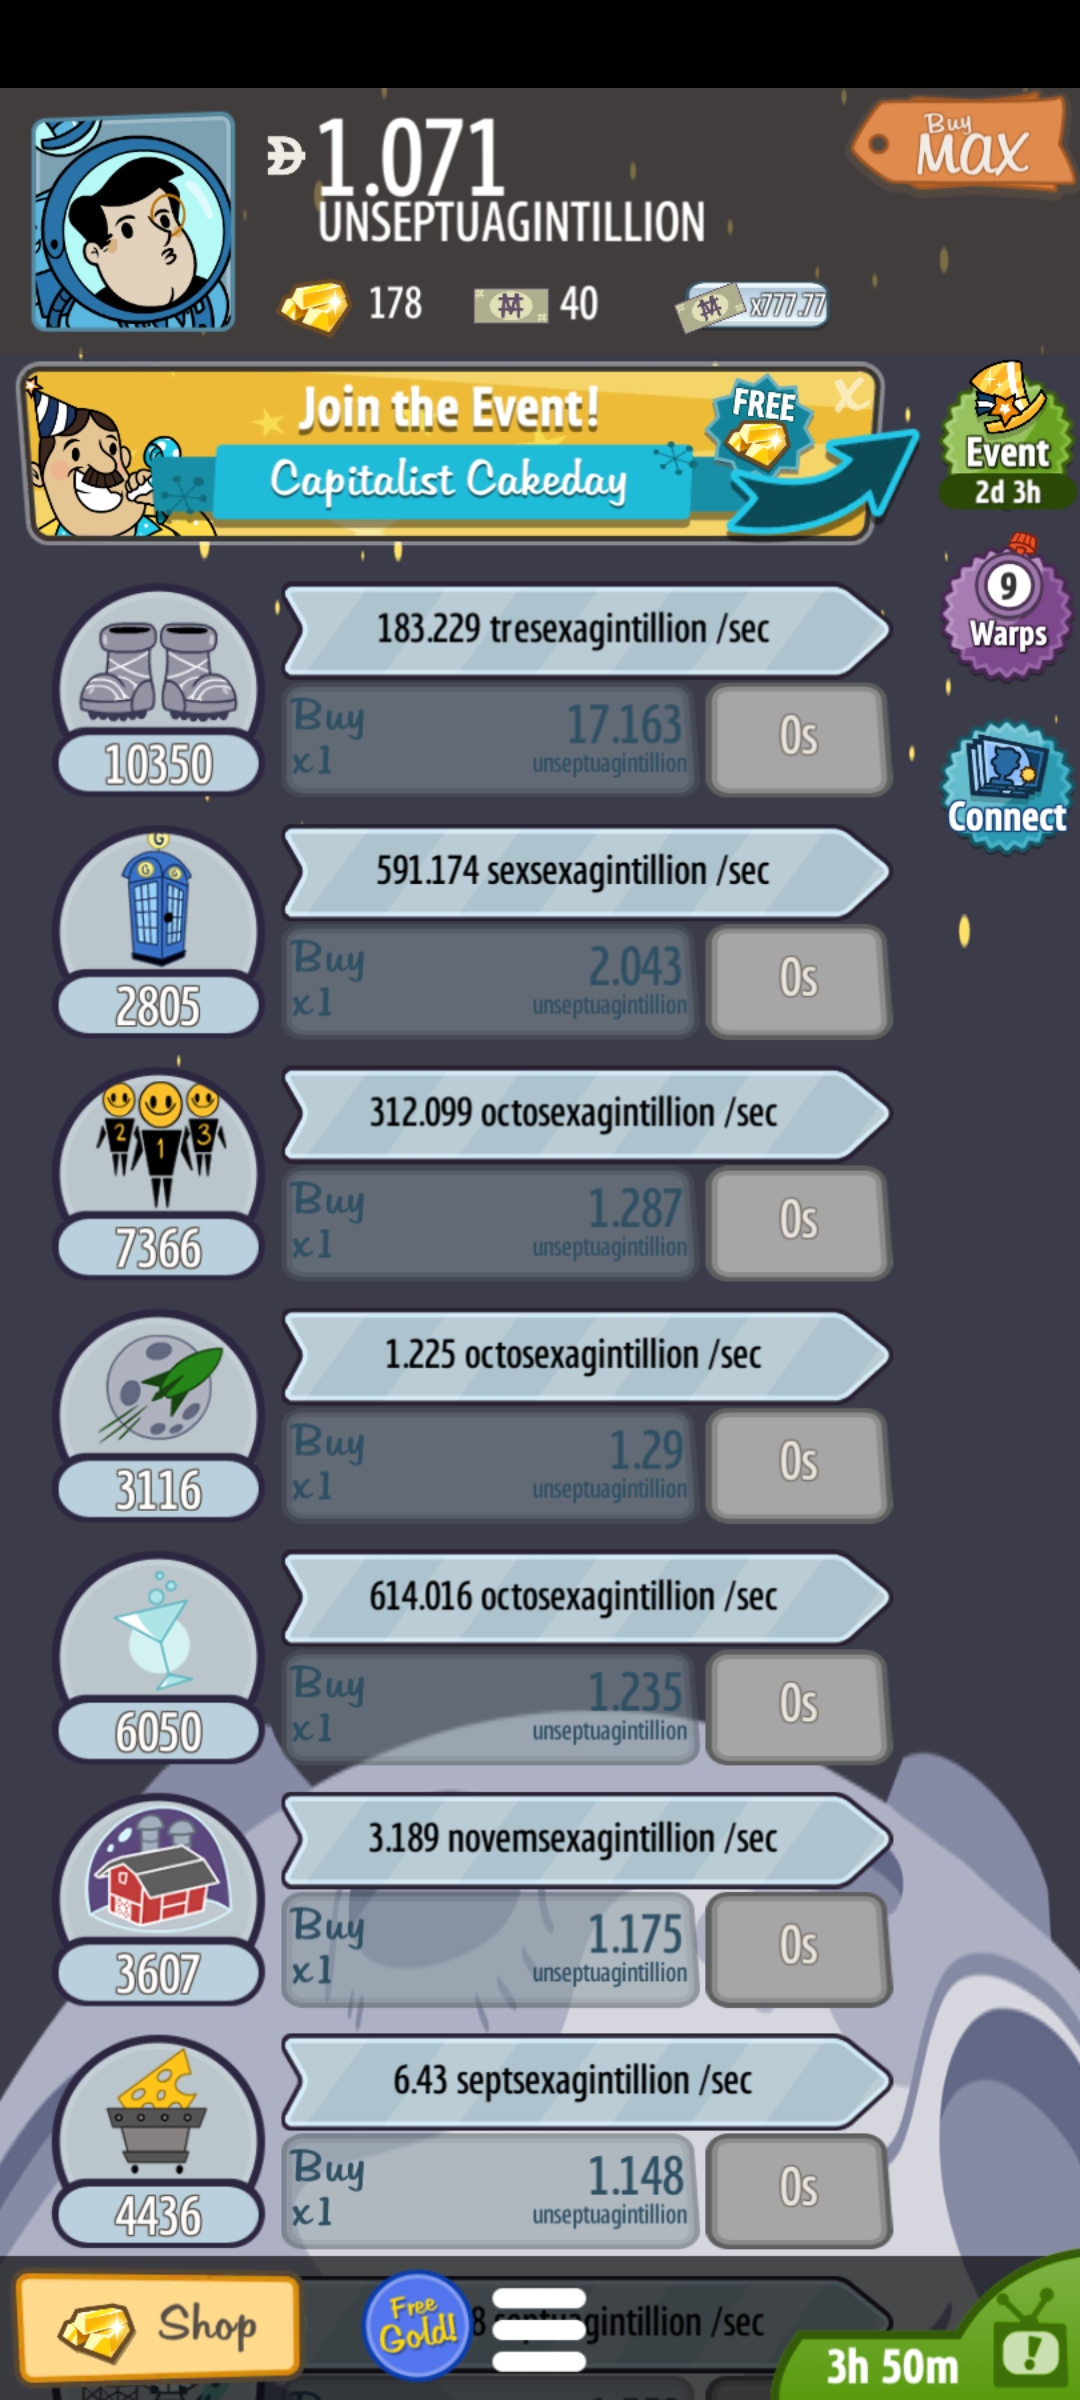 1.071
UNSEPTUAGINTILLION
Buy
MAX
178
40
x777.77
Join the Event!
Capitalist Cakeday
FREE
x
Event
2d 3h
183.229 tresexagintillion /sec
Buy
x1
17.163
unseptuagintillion
0s
10350
9
Warps
Connect
G
G G
591.174 sexsexagintillion /sec
Buy
x1
2.043
unseptuagintillion
0s
2805
2 1 3
312.099 octosexagintillion /sec
Buy
x1
1.287
unseptuagintillion
0s
7366
1.225 octosexagintillion /sec
Buy
x1
1.29
unseptuagintillion
0s
3116
614.016 octosexagintillion /sec
Buy
x1
1.235
unseptuagintillion
0s
6050
3.189 novemsexagintillion /sec
Buy
x1
1.175
unseptuagintillion
0s
3607
6.43 septsexagintillion /sec
Buy
x1
1.148
unseptuagintillion
0s
4436
Shop
Free
Gold!
/sec
3h 50m
!